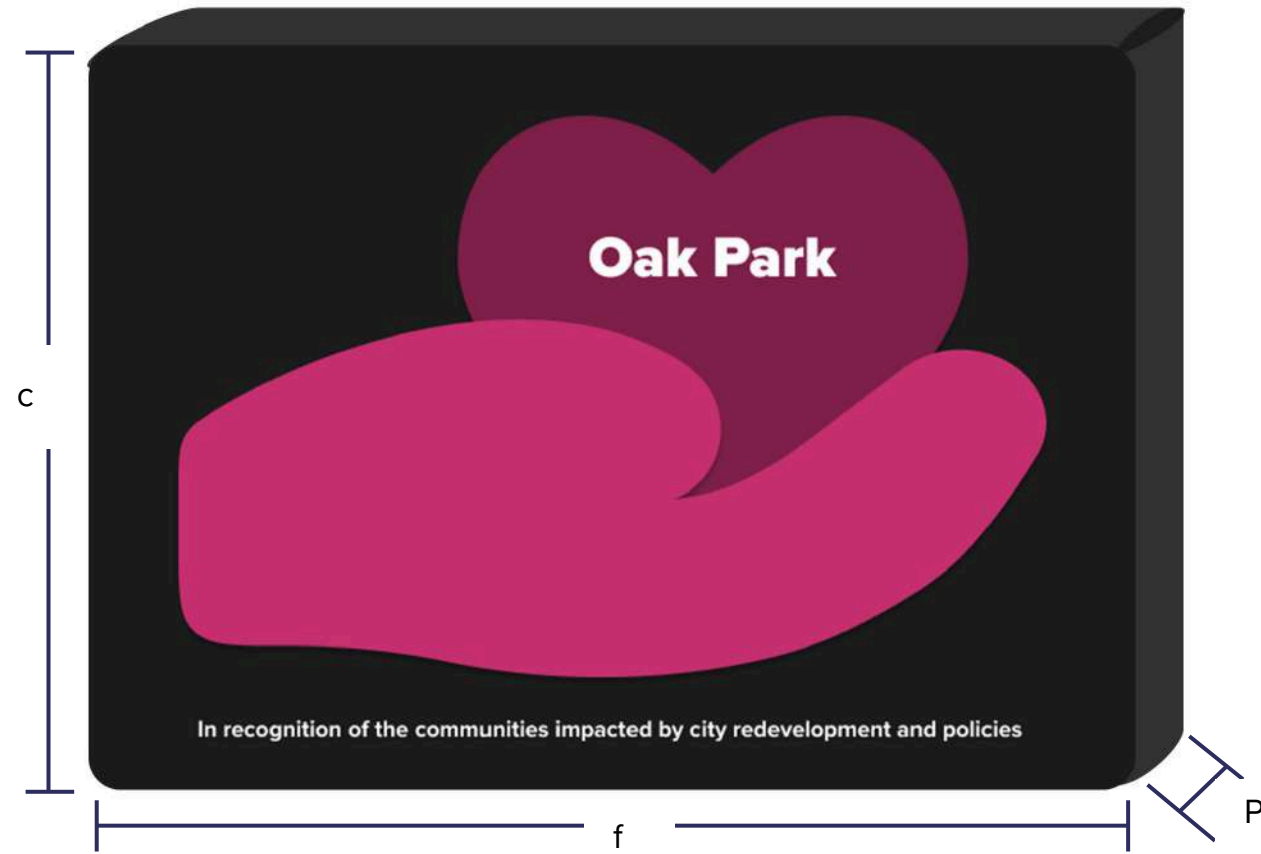 Oak Park
c
In recognition of the communities impacted by city redevelopment and policies
P
f